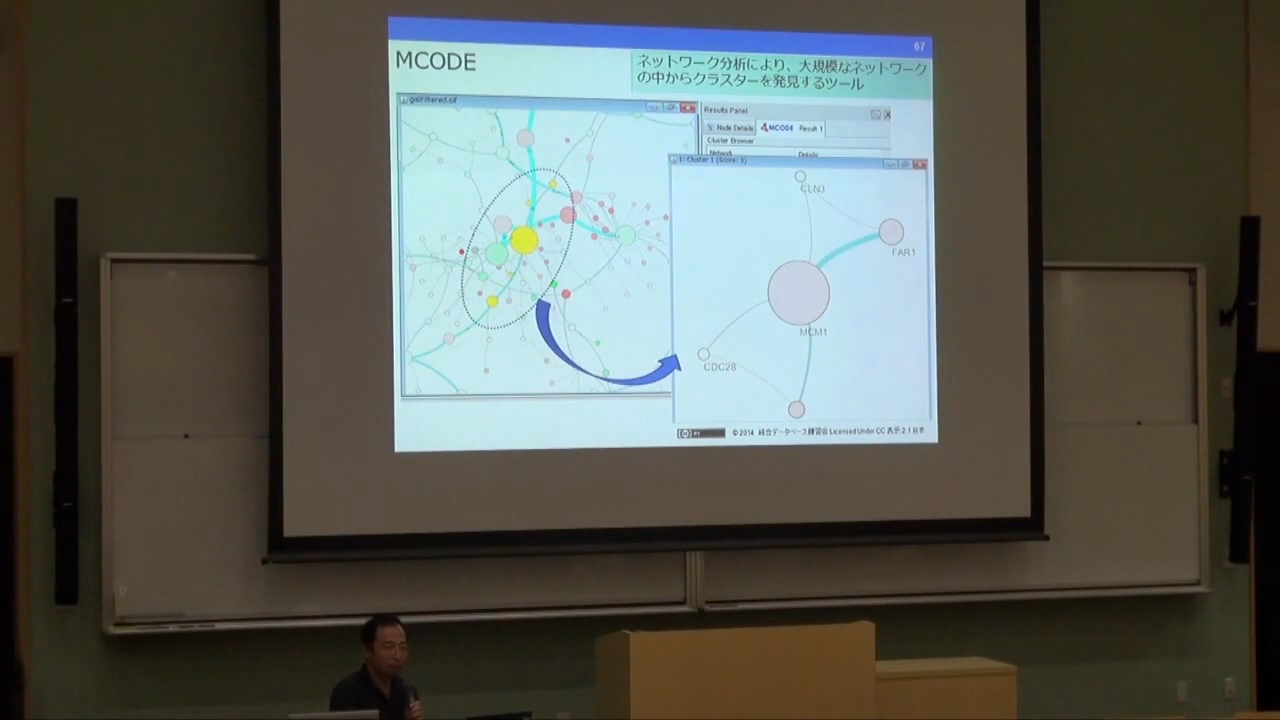 67
MCODE
ネットワーク分析により、大規模なネットワーク
の中からクラスターを発見するツール
galFiltered.sif
Results Panel
Node Details
MCODE Result 1
Cluster Browser
Network
Details
1: Cluster 1 (Score: 3)
CLN3
FAR1
MCM1
CDC28
© 2014 統合データベース講習会 Licensed Under CC 表示 2.1 日本